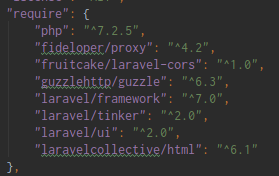 "require": {
"php": "^7.2.5",
"fideloper/proxy": "^4.2",
"fruitcake/laravel-cors": "^1.0",
"guzzlehttp/guzzle": "^6.3",
"laravel/framework": "^7.0",
"laravel/tinker": "^2.0",
"laravel/ui": "^2.0",
"laravelcollective/html": "^6.1"
},